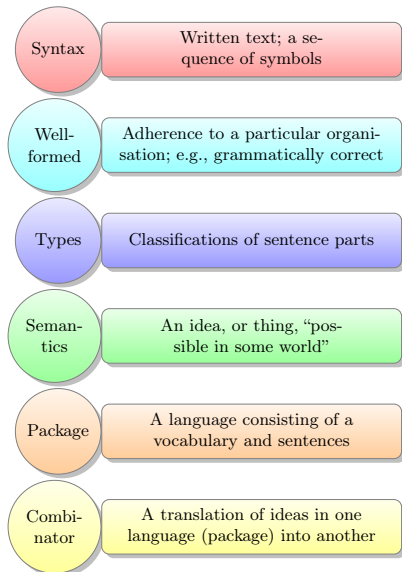 Syntax
Written text; a se-
quence of symbols
Well-
formed
Adherence to a particular organi-
sation; e.g., grammatically correct
Types
Classifications of sentence parts
Seman-
tics
An idea, or thing, “pos-
sible in some world”
Package
A language consisting of a
vocabulary and sentences
Combi-
nator
A translation of ideas in one
language (package) into another